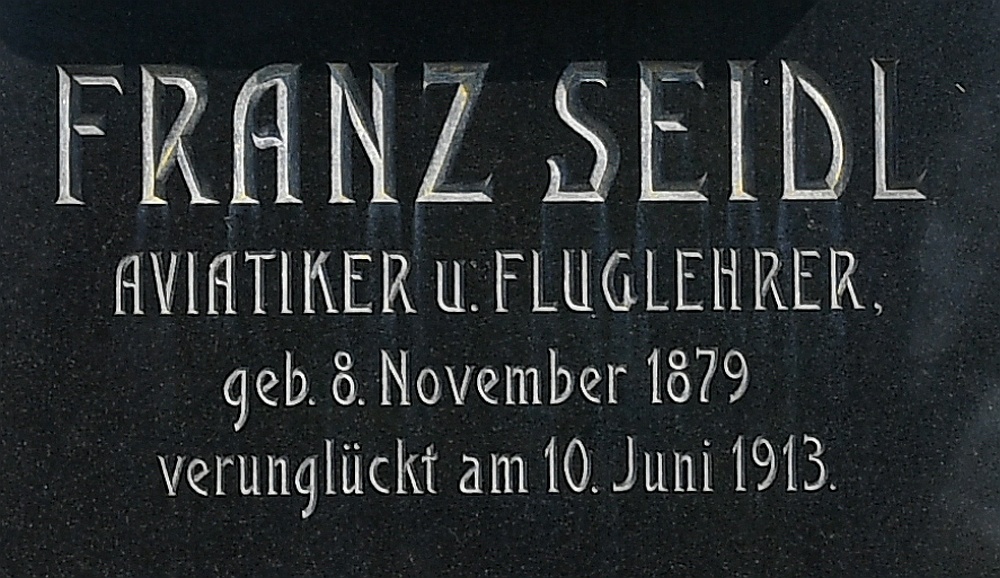 FRANZ SEIDL
AVIATIKER u. FLUGLEHRER,
geb. 8. November 1879
verunglückt am 10. Juni 1913.